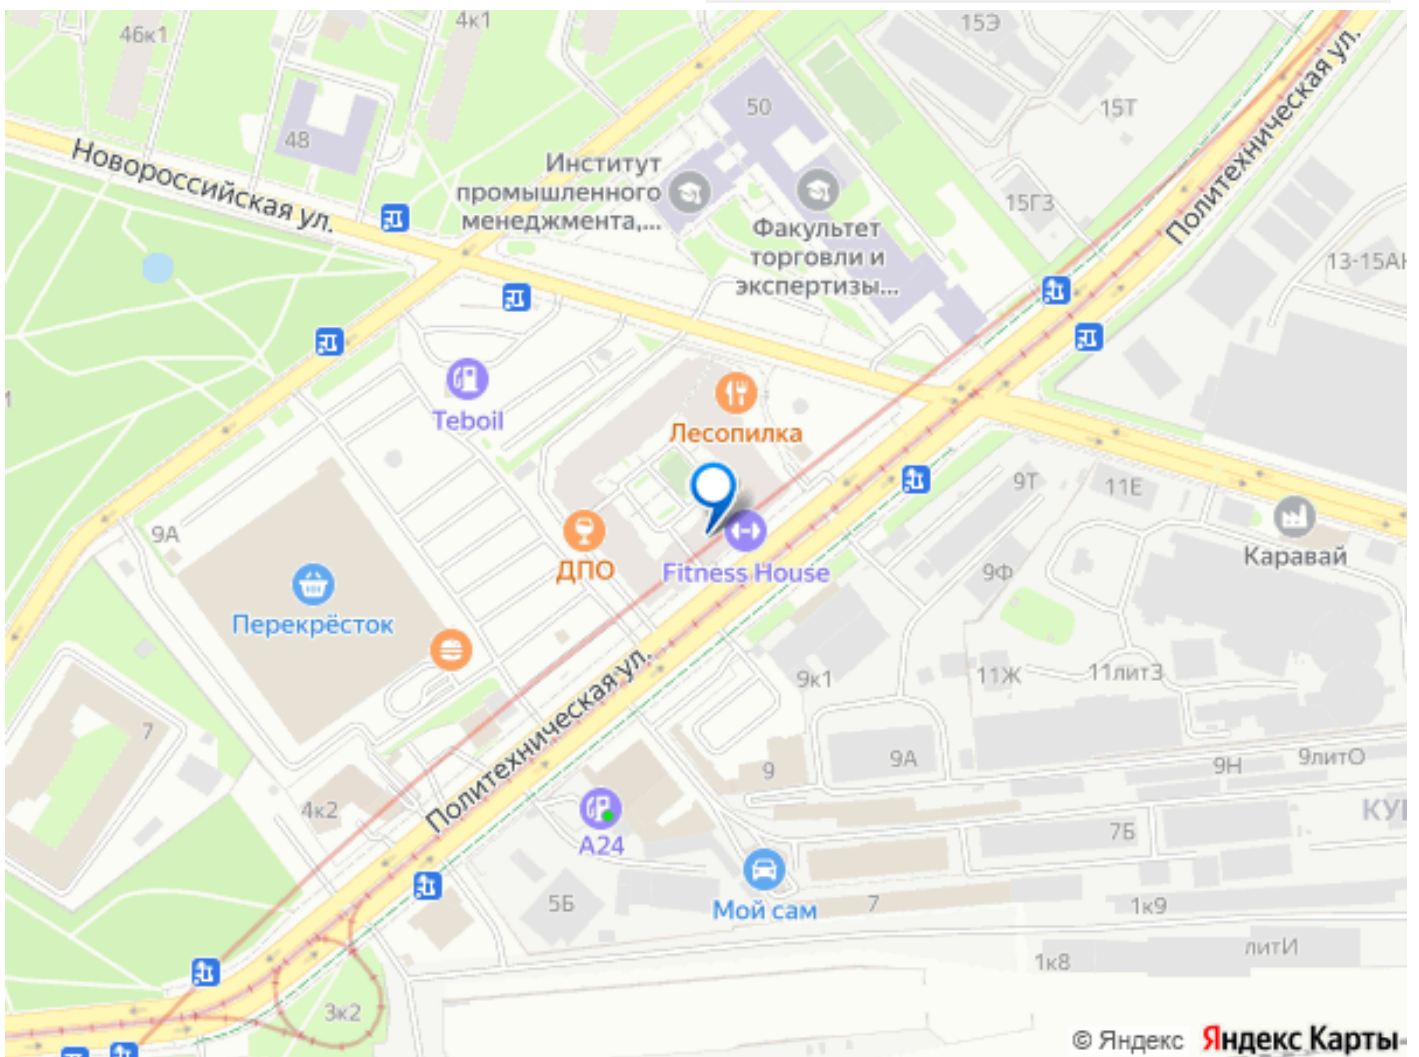 46к1
4к1
15Э
50
15Т
48
Новороссийская ул.
Институт
промышленного
менеджмента,...
Факультет
торговли и
экспертизы...
15Г3
Политехническая ул.
Teboil
Лесопилка
9А
Перекрёсток
ДПО
Fitness House
9Т
11Е
Каравай
9Ф
9к1
11Ж
11лит3
7
Политехническая ул.
4к2
9
9А
9Н
9литО
А24
7Б
5Б
Мой сам
7
1к9
1к8
литИ
3к2
© Яндекс Яндекс Карты